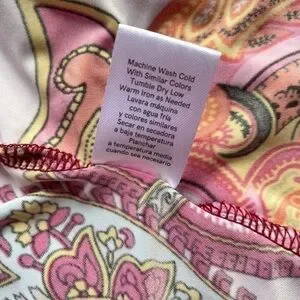 Machine Wash Cold
With Similar Colors
Tumble Dry Low
Warm Iron as Needed
Lavara máquina
con agua fría
y colores similares
Secar en secadora
a baja temperatura
Planchar
a temperatura media
cuando sea necesario